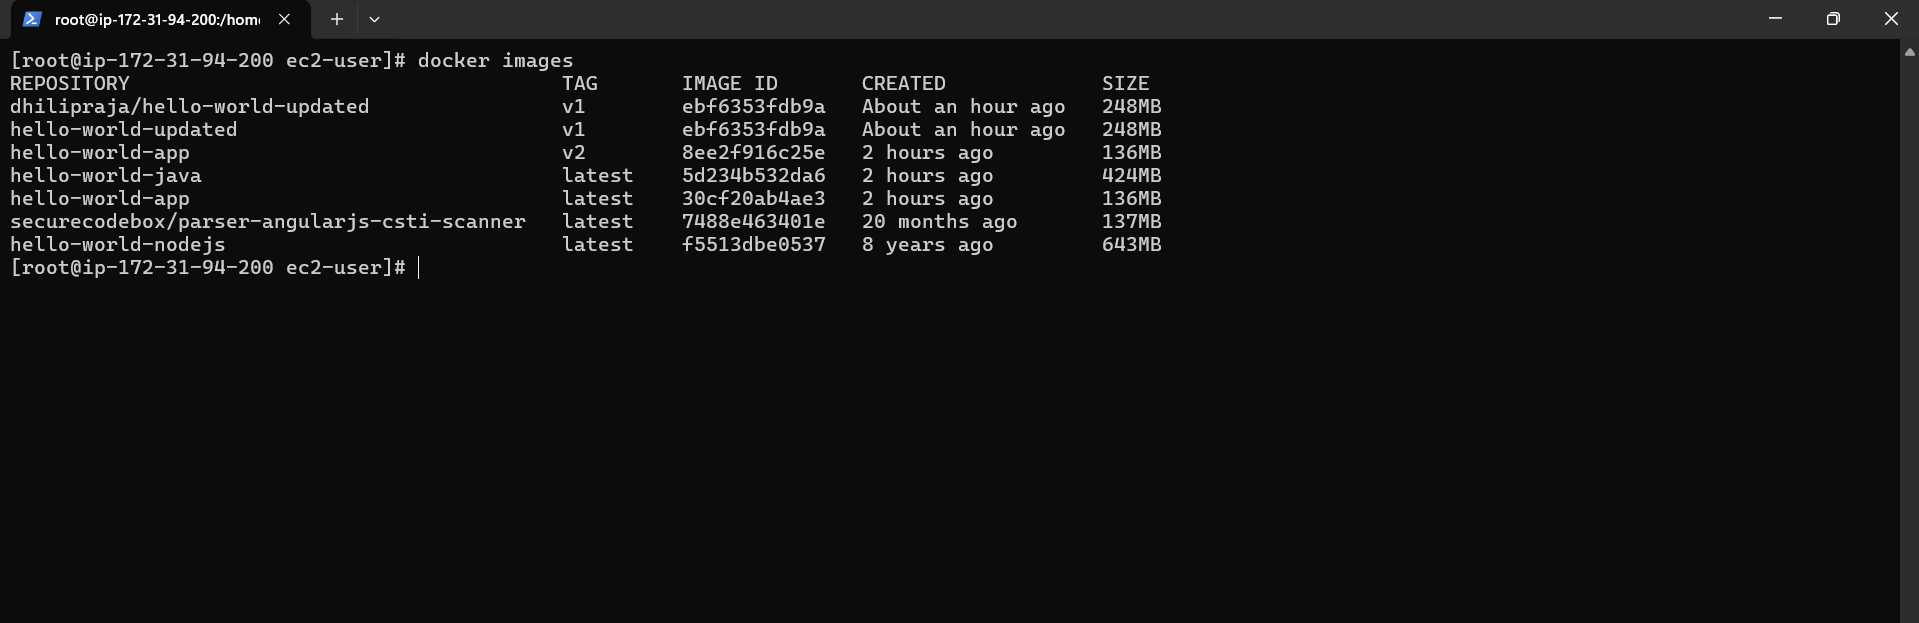 root@ip-172-31-94-200:/hom
[root@ip-172-31-94-200 ec2-user]# docker images
REPOSITORY TAG IMAGE ID CREATED SIZE
dhilipraja/hello-world-updated v1 ebf6353fdb9a About an hour ago 248MB
hello-world-updated v1 ebf6353fdb9a About an hour ago 248MB
hello-world-app v2 8ee2f916c25e 2 hours ago 136MB
hello-world-java latest 5d234b532da6 2 hours ago 424MB
hello-world-app latest 30cf20ab4ae3 2 hours ago 136MB
securecodebox/parser-angularjs-csti-scanner latest 7488e463401e 20 months ago 137MB
hello-world-nodejs latest f5513dbe0537 8 years ago 643MB
[root@ip-172-31-94-200 ec2-user]#